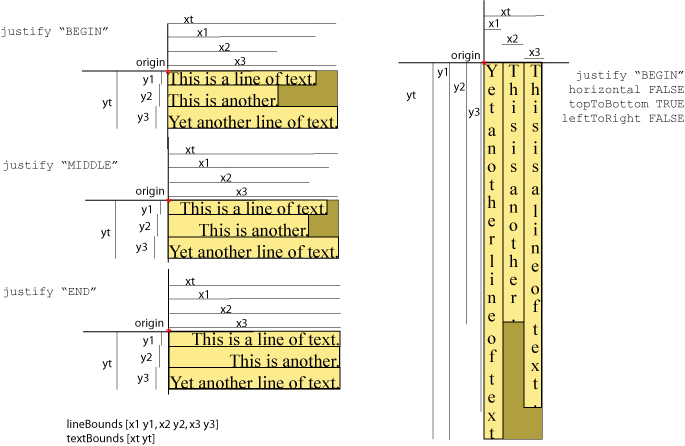 xt
justify “BEGIN”
x1
x2
origin
x3
y1
This is a line of text.
yt
y2
This is another.
y3
Yet another line of text.
xt
justify “MIDDLE”
x1
x2
origin
x3
y1
This is a line of text.
yt
y2
This is another.
y3
Yet another line of text.
xt
justify “END”
x1
x2
origin
x3
y1
This is a line of text.
yt
y2
This is another.
y3
Yet another line of text.
lineBounds [x1 y1, x2 y2, x3 y3]
textBounds [xt yt]
xt
x1
x2
x3
origin
yt
y1
y2
y3
Yet another line of text
This is another.
This is a line of text.
justify “BEGIN”
horizontal FALSE
topToBottom TRUE
leftToRight FALSE